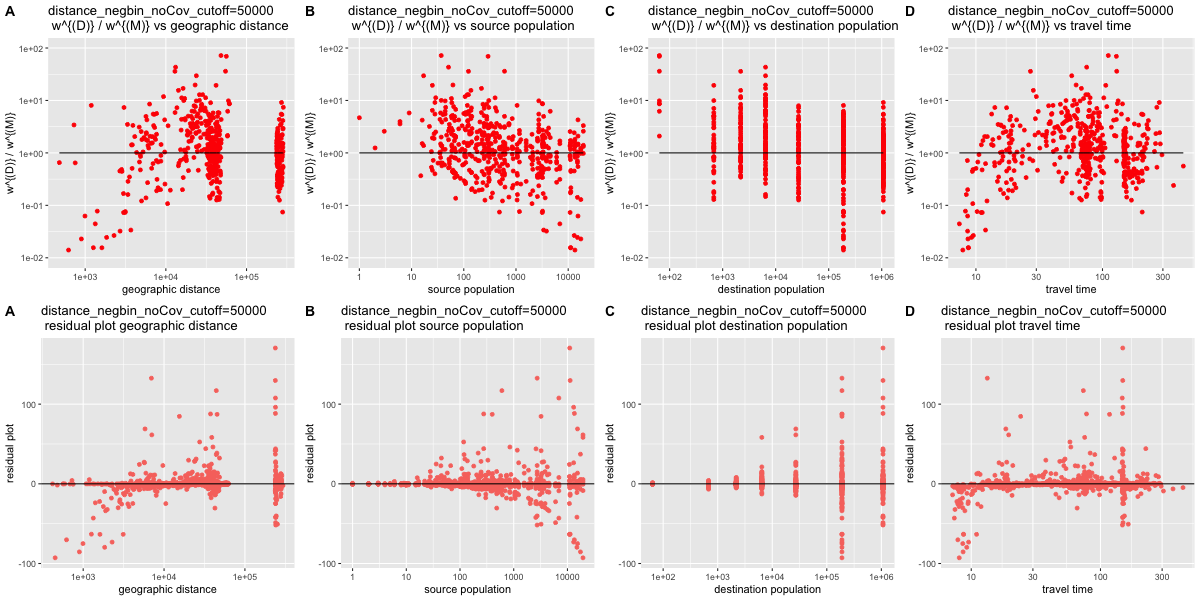 A
distance_negbin_noCov_cutoff=50000
w^{(D)} / w^{(M)} vs geographic distance
w^{(D)} / w^{(M)}
1e+02
1e+01
1e+00
1e-01
1e-02
1e+03 1e+04 1e+05
geographic distance
B
distance_negbin_noCov_cutoff=50000
w^{(D)} / w^{(M)} vs source population
w^{(D)} / w^{(M)}
1e+02
1e+01
1e+00
1e-01
1e-02
1 10 100 1000 10000
source population
C
distance_negbin_noCov_cutoff=50000
w^{(D)} / w^{(M)} vs destination population
w^{(D)} / w^{(M)}
1e+02
1e+01
1e+00
1e-01
1e-02
1e+02 1e+03 1e+04 1e+05 1e+06
destination population
D
distance_negbin_noCov_cutoff=50000
w^{(D)} / w^{(M)} vs travel time
w^{(D)} / w^{(M)}
1e+02
1e+01
1e+00
1e-01
1e-02
10 30 100 300
travel time
A
distance_negbin_noCov_cutoff=50000
residual plot geographic distance
residual plot
100
0
-100
1e+03 1e+04 1e+05
geographic distance
B
distance_negbin_noCov_cutoff=50000
residual plot source population
residual plot
100
0
-100
1 10 100 1000 10000
source population
C
distance_negbin_noCov_cutoff=50000
residual plot destination population
residual plot
100
0
-100
1e+02 1e+03 1e+04 1e+05 1e+06
destination population
D
distance_negbin_noCov_cutoff=50000
residual plot travel time
residual plot
100
0
-100
10 30 100 300
travel time